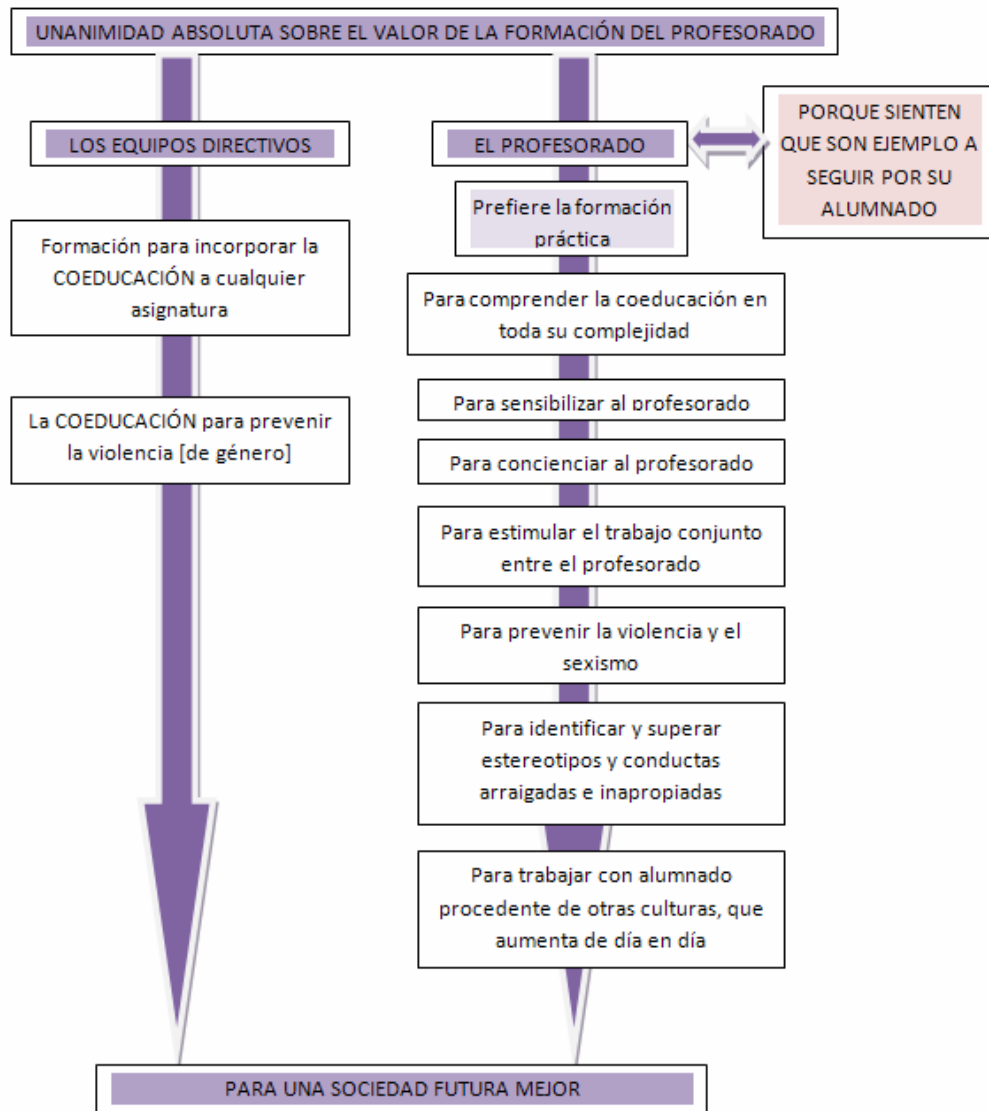 UNANIMIDAD ABSOLUTA SOBRE EL VALOR DE LA FORMACIÓN DEL PROFESORADO
LOS EQUIPOS DIRECTIVOS
Formación para incorporar la
COEDUCACIÓN a cualquier
asignatura
La COEDUCACIÓN para prevenir
la violencia [de género]
EL PROFESORADO
PORQUE SIENTEN
QUE SON EJEMPLO A
SEGUIR POR SU
ALUMNADO
Prefiere la formación
práctica
Para comprender la coeducación en
toda su complejidad
Para sensibilizar al profesorado
Para concienciar al profesorado
Para estimular el trabajo conjunto
entre el profesorado
Para prevenir la violencia y el
sexismo
Para identificar y superar
estereotipos y conductas
arraigadas e inapropiadas
Para trabajar con alumnado
procedente de otras culturas, que
aumenta de día en día
PARA UNA SOCIEDAD FUTURA MEJOR